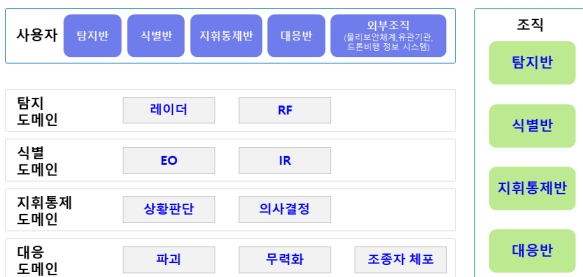 사용자
탐지반
식별반
지휘통제반
대응반
외부조직
(물리보안체계,유관기관,
드론비행 정보 시스템)
탐지
도메인
레이더
RF
식별
도메인
EO
IR
지휘통제
도메인
상황판단
의사결정
대응
도메인
파괴
무력화
조종자 체포
조직
탐지반
식별반
지휘통제반
대응반